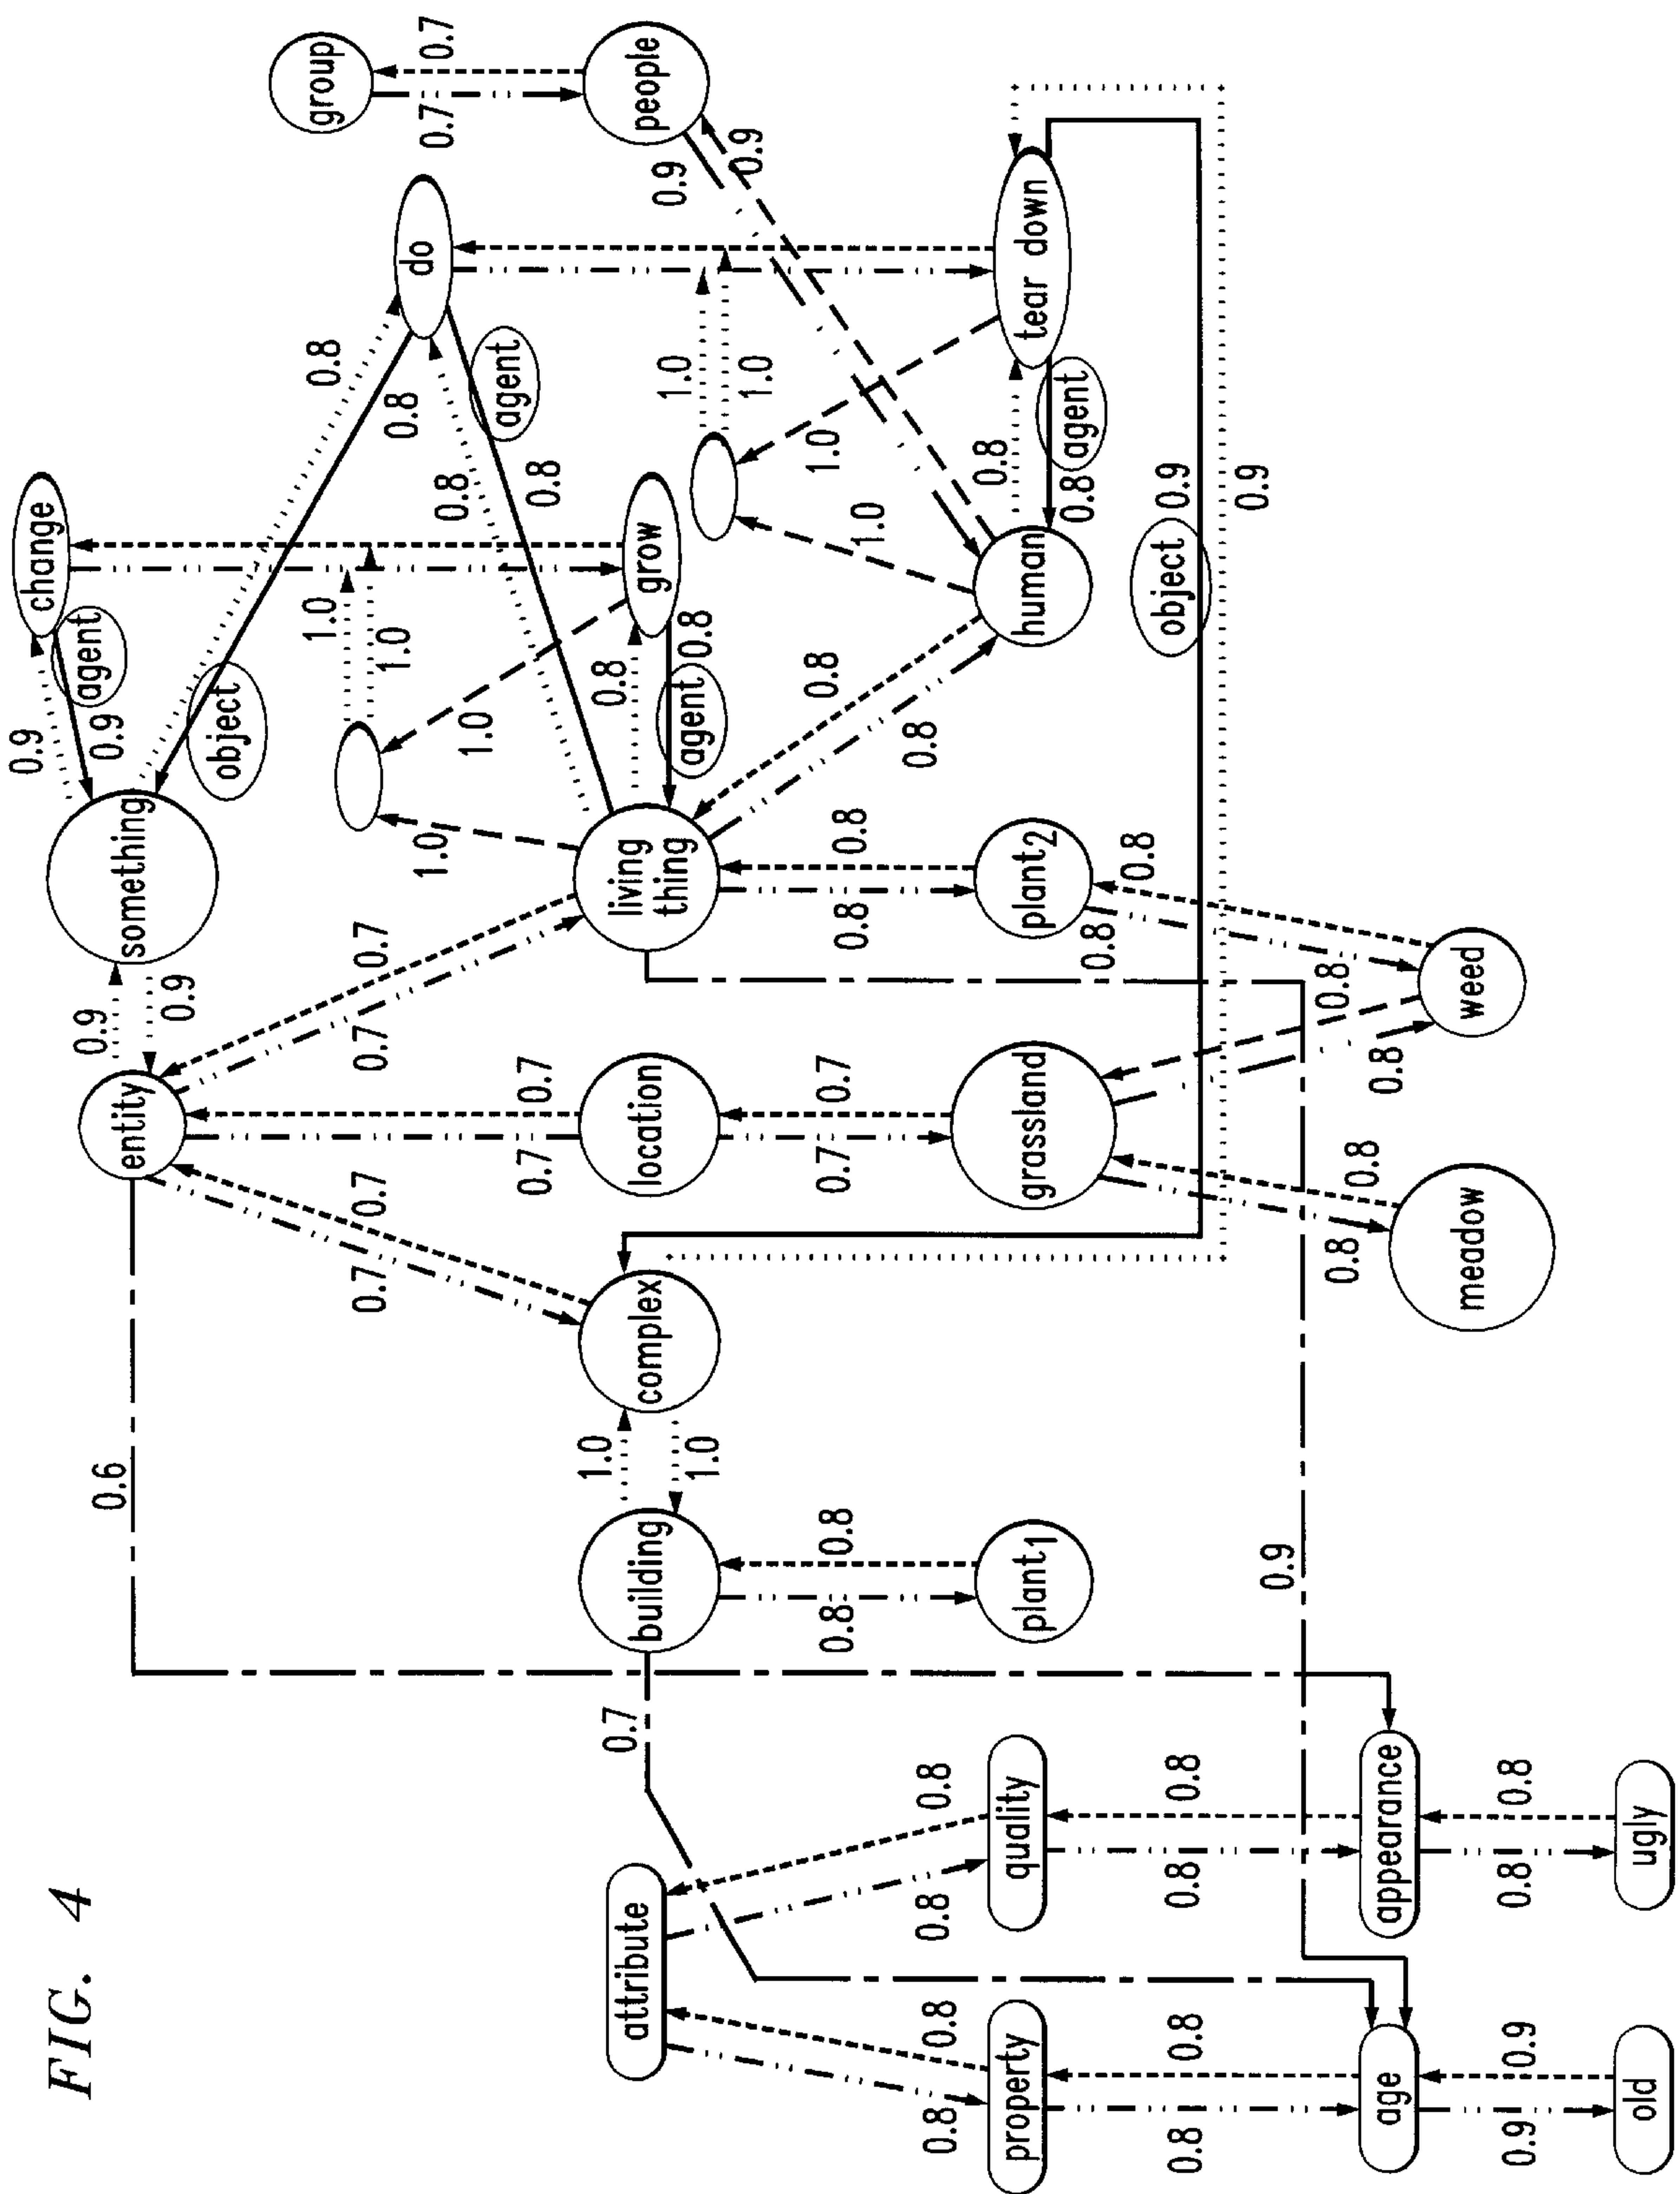 FIG. 4
change
0.9
agent
0.9
0.6
0.9
entity
something
0.9
object
0.8
group
1.0
0.7
0.7
0.7
0.7
1.0
0.8
do
0.7
0.7
1.0
1.0
0.8
agent
0.7
0.7
0.8
1.0
0.7
building
complex
location
living
thing
0.8
grow
people
attribute
1.0
1.0
agent
0.8
0.9
1.0
0.9
0.8
0.8
0.7
0.7
0.8
0.8
0.8
0.8
1.0
1.0
0.8
0.8
0.8
0.8
0.8
property
quality
plant1
grassland
plant2
human
tear down
0.8
agent
0.8
0.8
object
0.9
0.8
0.8
0.8
0.8
0.9
0.8
0.9
0.8
0.8
0.8
age
appearance
meadow
weed
0.9
0.9
0.8
0.8
old
ugly